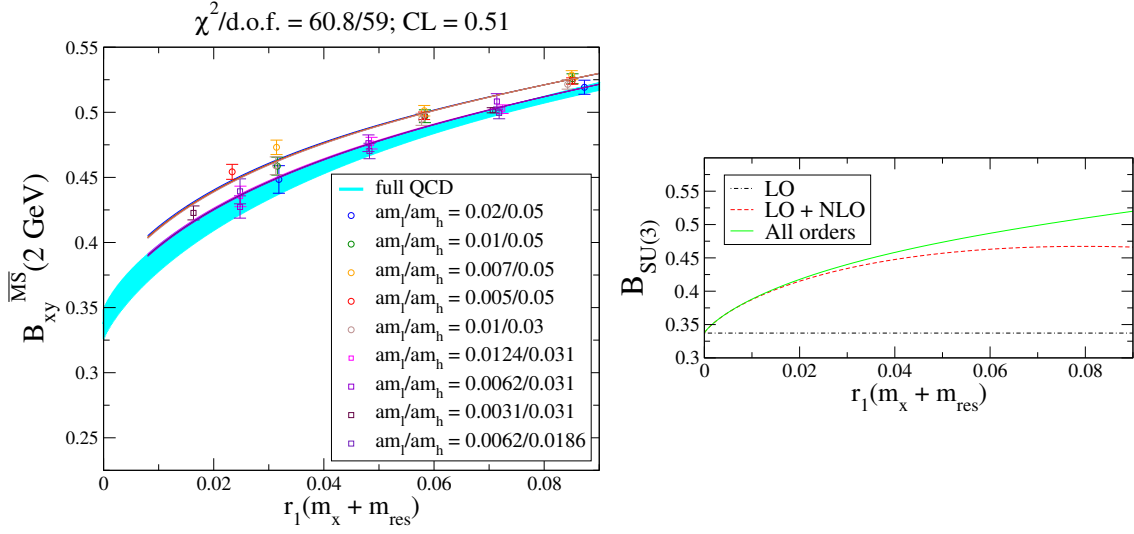 χ²/d.o.f. = 60.8/59; CL = 0.51
0.55
0.5
0.45
0.4
0.35
0.3
0.25
B_xy^MS̅(2 GeV)
full QCD
am_l/am_h = 0.02/0.05
am_l/am_h = 0.01/0.05
am_l/am_h = 0.007/0.05
am_l/am_h = 0.005/0.05
am_l/am_h = 0.01/0.03
am_l/am_h = 0.0124/0.031
am_l/am_h = 0.0062/0.031
am_l/am_h = 0.0031/0.031
am_l/am_h = 0.0062/0.0186
0 0.02 0.04 0.06 0.08
r_1(m_x + m_res)
LO
LO + NLO
All orders
0.55
0.5
0.45
0.4
0.35
0.3
B_SU(3)
0 0.02 0.04 0.06 0.08
r_1(m_x + m_res)